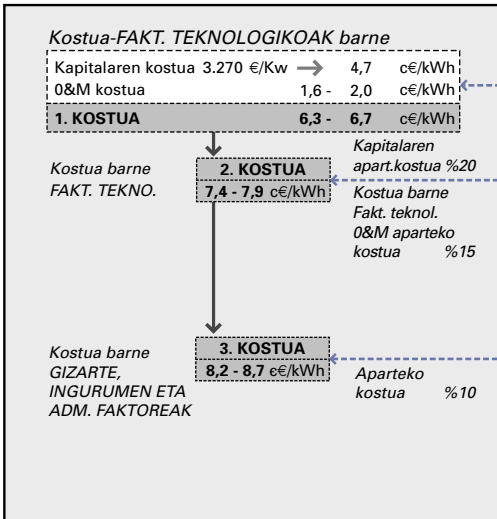 Kostua-FAKT. TEKNOLOGIKOAK barne
Kapitalaren kostua 3.270 €/Kw → 4,7 c€/kWh
0&M kostua 1,6 - 2,0 c€/kWh
1. KOSTUA 6,3 - 6,7 c€/kWh
Kapitalaren
apart.kostua %20
Kostua barne
FAKT. TEKNO.
2. KOSTUA
7,4 - 7,9 c€/kWh
Kostua barne
Fakt. teknol.
0&M aparteko
kostua %15
Kostua barne
GIZARTE,
INGURUMEN ETA
ADM. FAKTOREAK
3. KOSTUA
8,2 - 8,7 c€/kWh
Aparteko
kostua %10